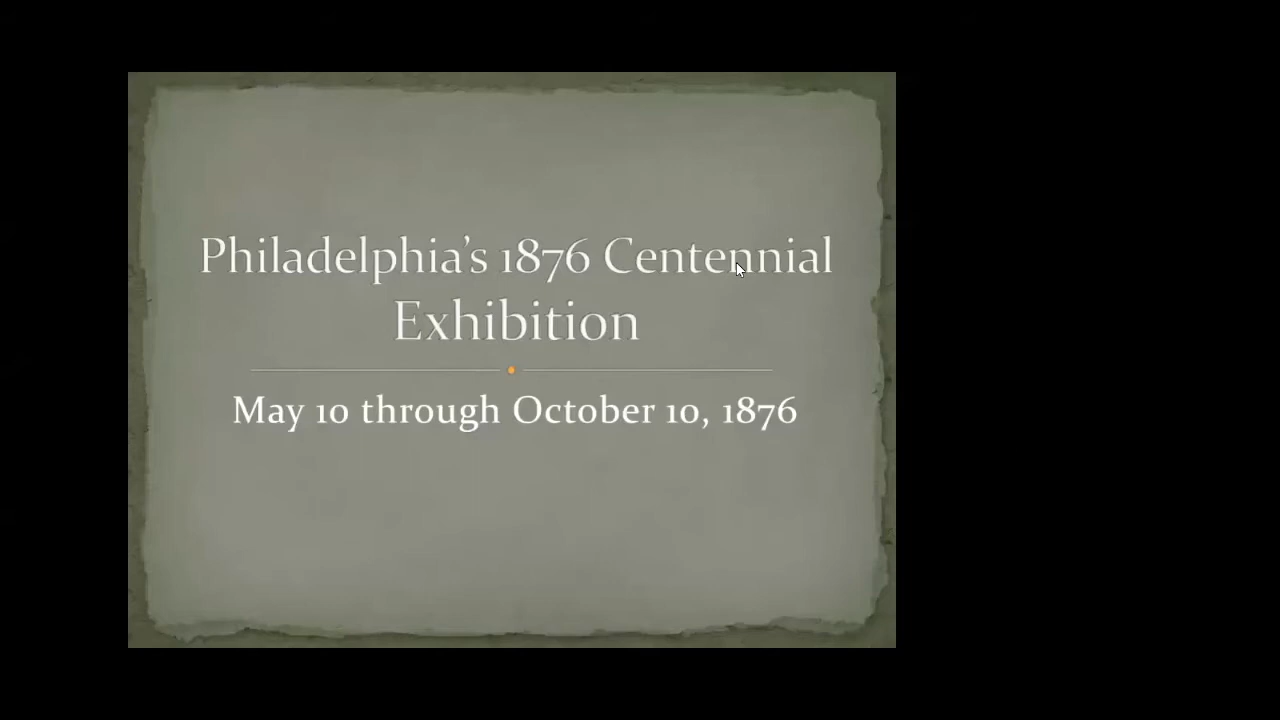 Philadelphia’s 1876 Centennial
Exhibition
May 10 through October 10, 1876